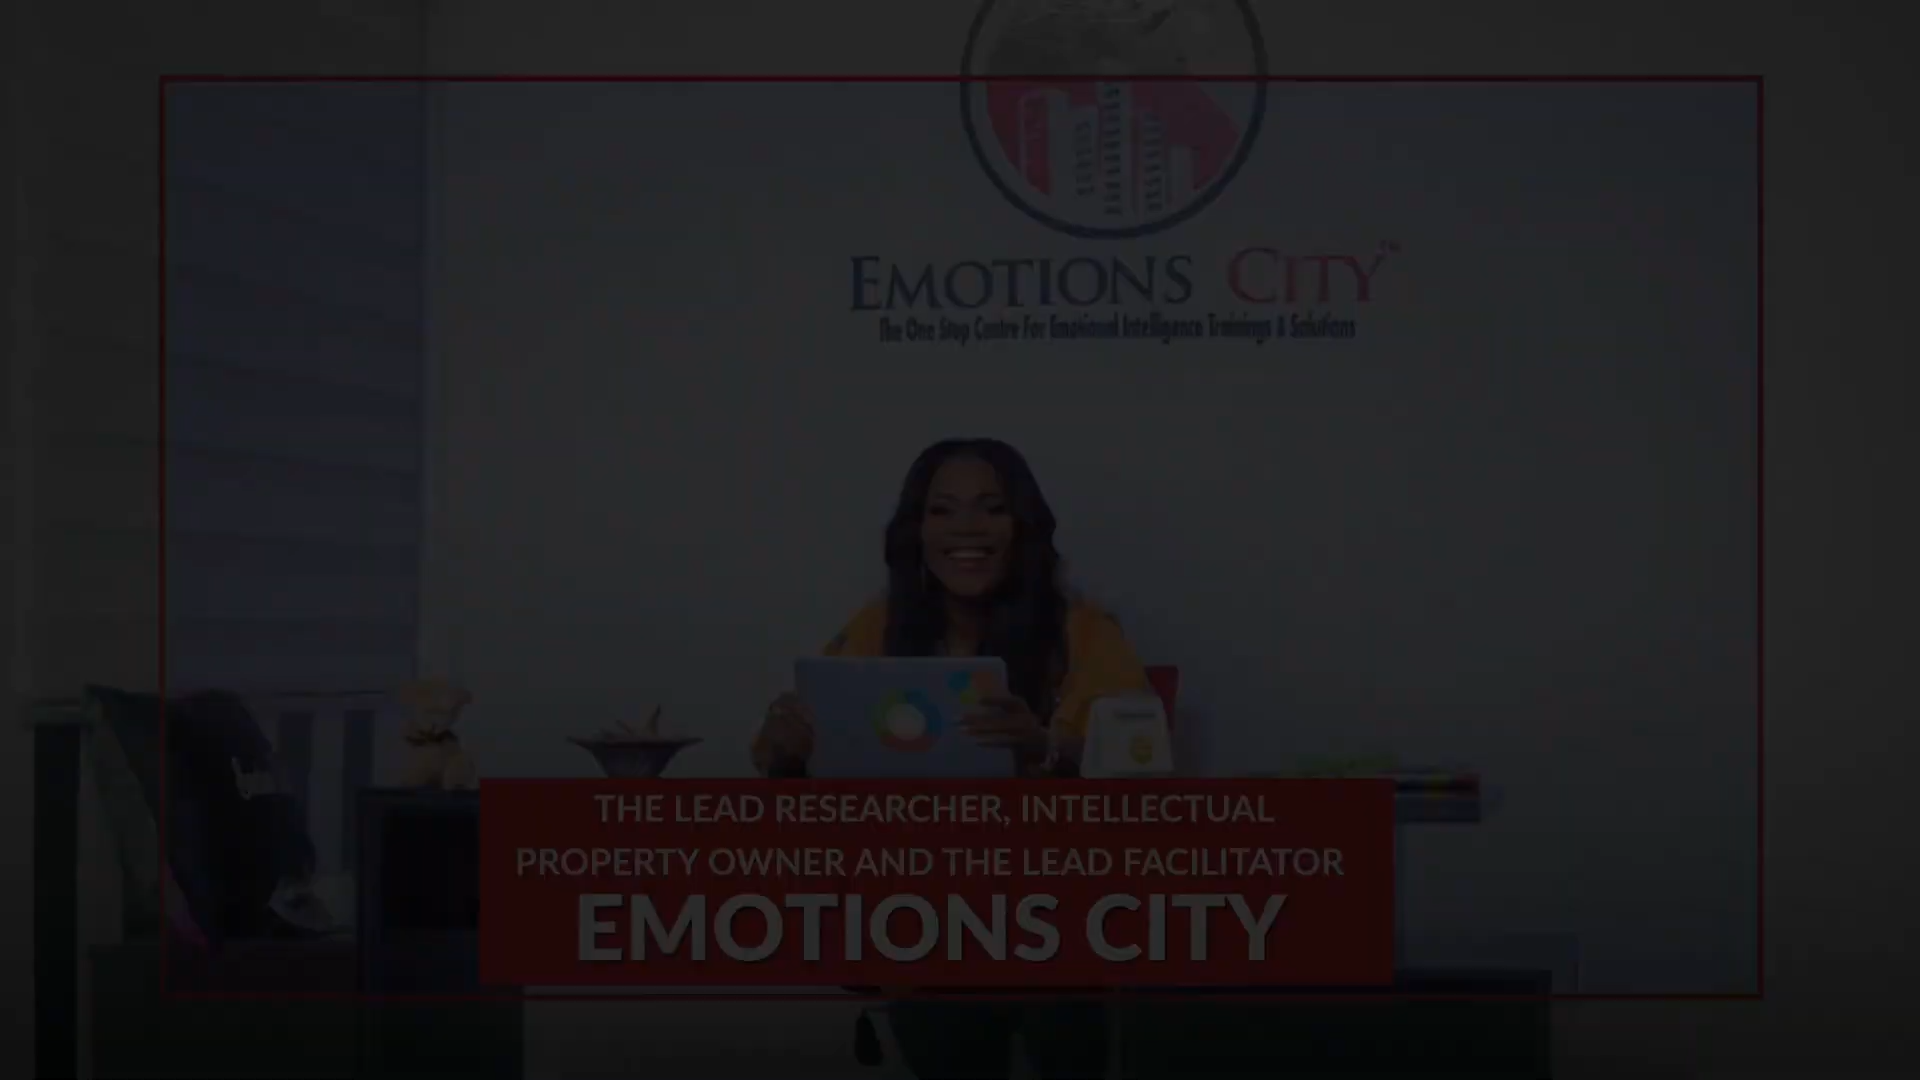 EMOTIONS CITY™
The One Stop Centre For Emotional Intelligence Trainings & Solutions
THE LEAD RESEARCHER, INTELLECTUAL
PROPERTY OWNER AND THE LEAD FACILITATOR
EMOTIONS CITY